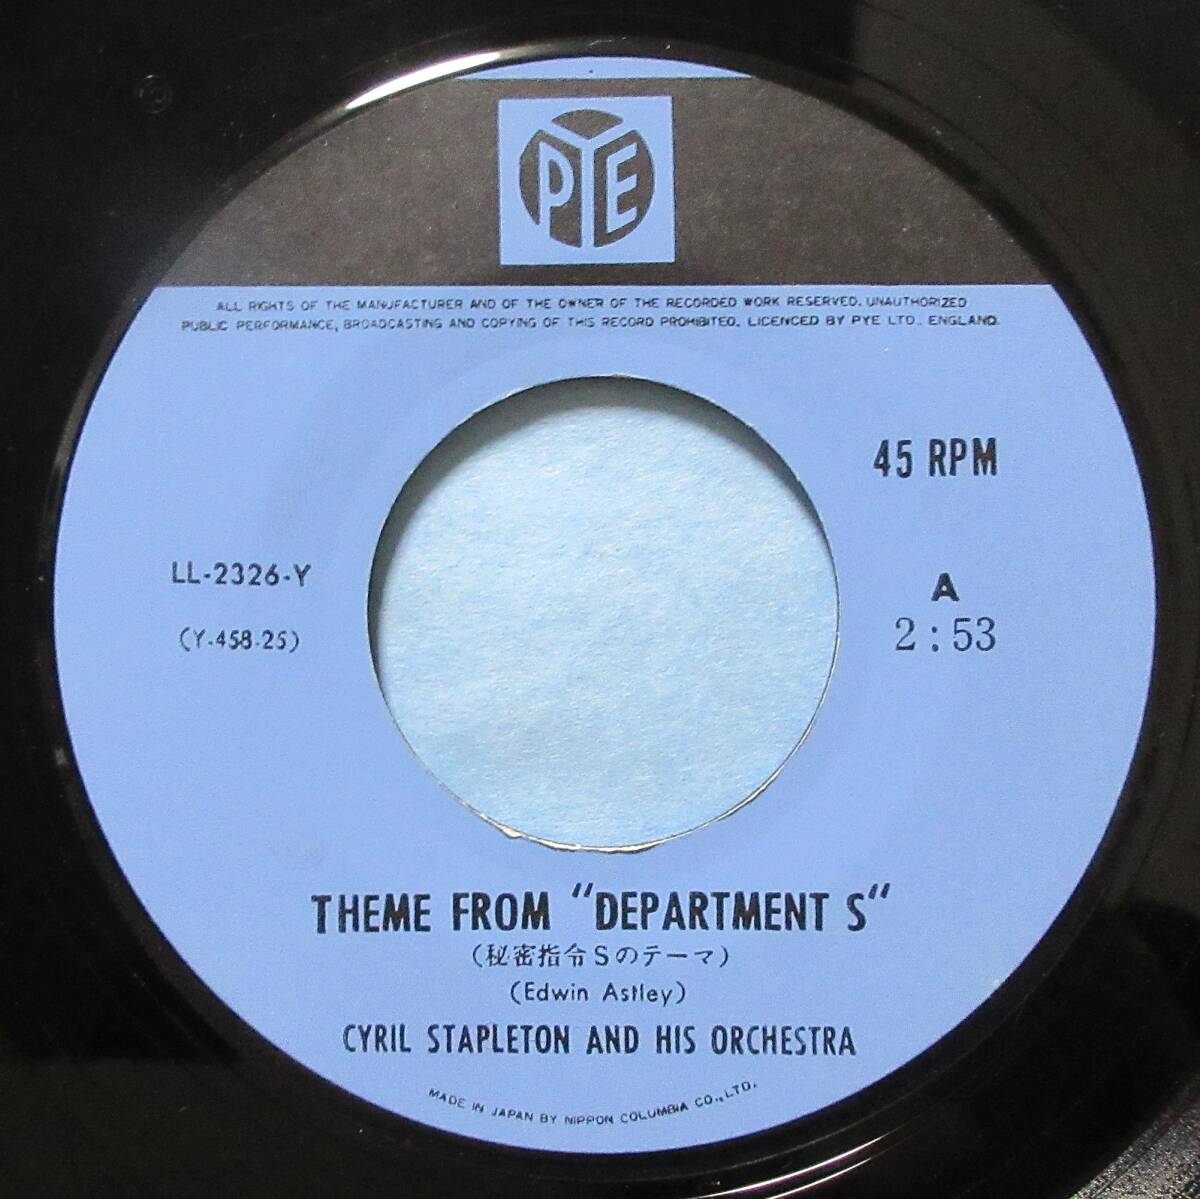 PYE
ALL RIGHTS OF THE MANUFACTURER AND OF THE OWNER OF THE RECORDED WORK RESERVED. UNAUTHORIZED
PUBLIC PERFORMANCE, BROADCASTING AND COPYING OF THIS RECORD PROHIBITED. LICENCED BY PYE LTD., ENGLAND.
45 RPM
LL-2326-Y
(Y-458-25)
A
2:53
THEME FROM "DEPARTMENT S"
(秘密指令Sのテーマ)
(Edwin Astley)
CYRIL STAPLETON AND HIS ORCHESTRA
MADE IN JAPAN BY NIPPON COLUMBIA CO., LTD.